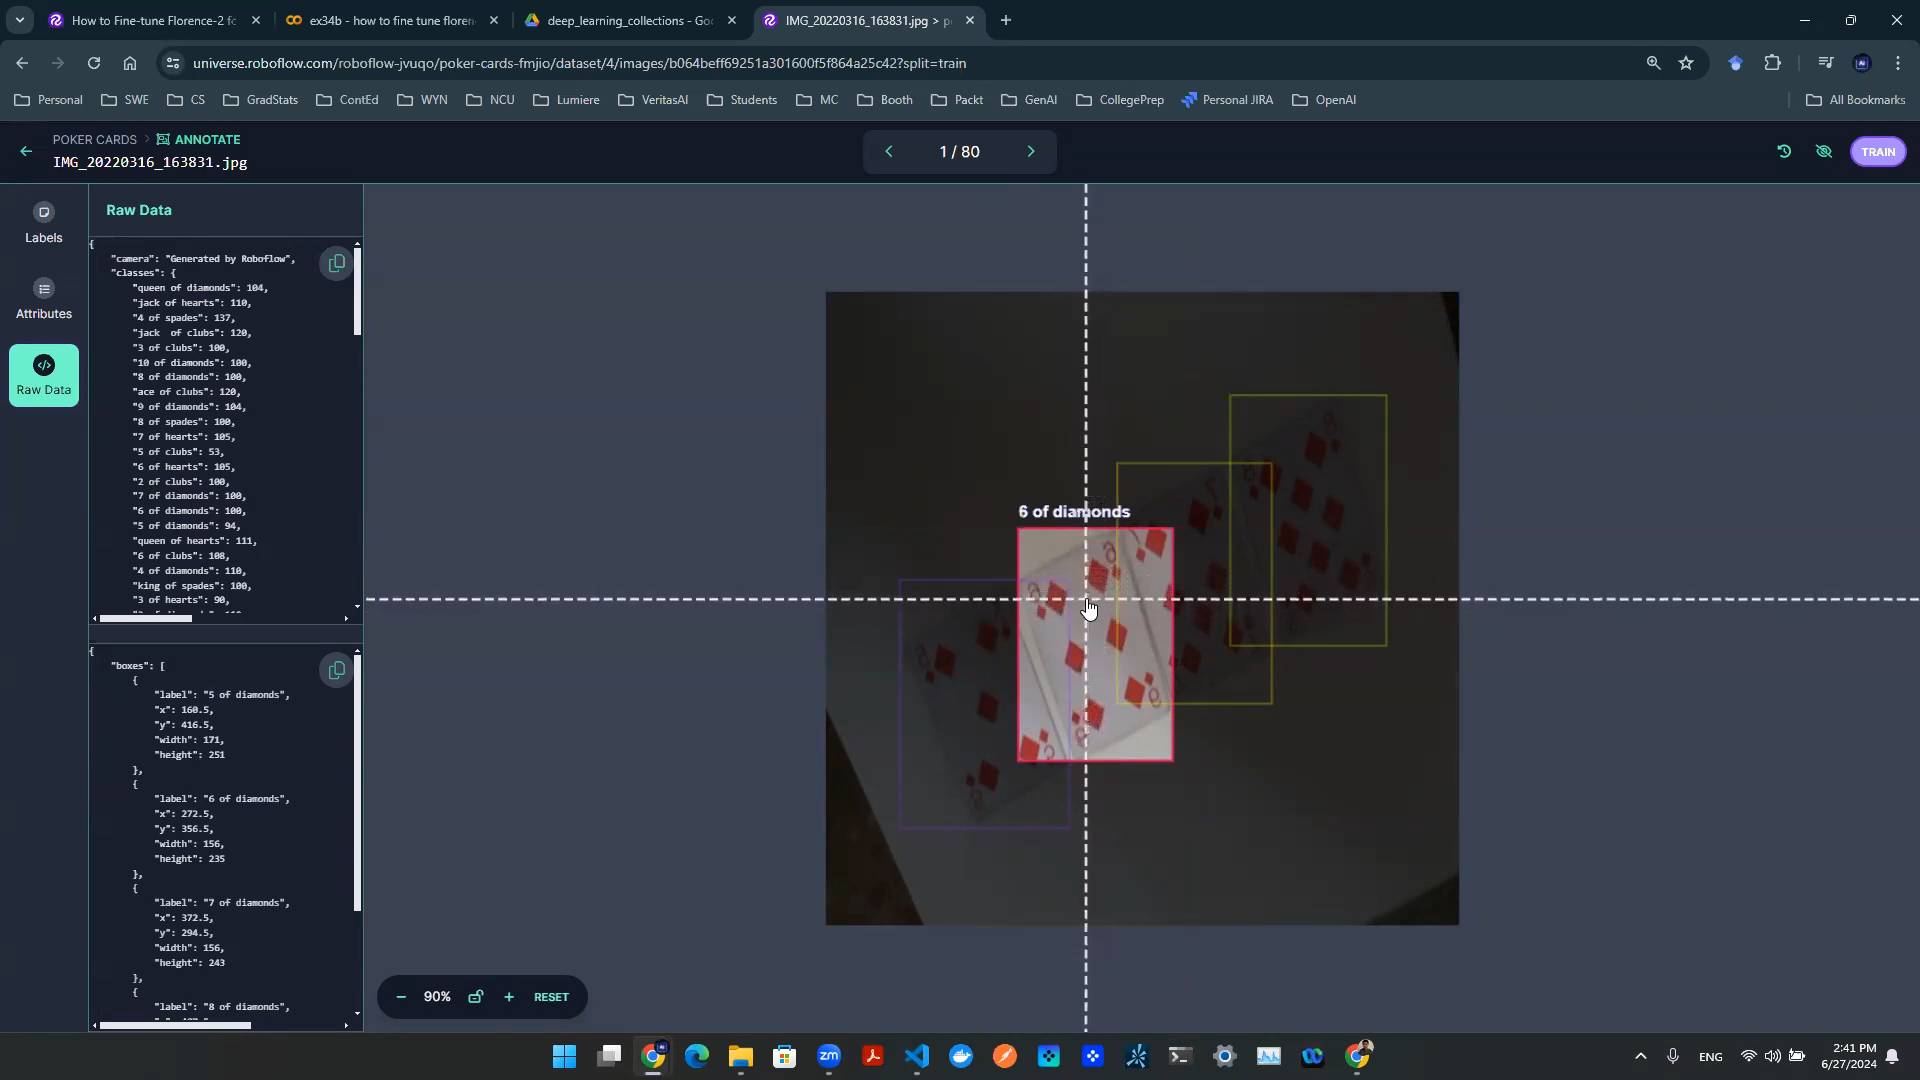 How to Fine-tune Florence-2 fo
ex34b - how to fine tune floren
deep_learning_collections - Goo
IMG_20220316_163831.jpg > p
universe.roboflow.com/roboflow-jvuqo/poker-cards-fmjio/dataset/4/images/b064beff69251a301600f5f864a25c42?split=train
Personal
SWE
CS
GradStats
ContEd
WYN
NCU
Lumiere
VeritasAI
Students
MC
Booth
Packt
GenAI
CollegePrep
Personal JIRA
OpenAI
All Bookmarks
POKER CARDS > ANNOTATE
IMG_20220316_163831.jpg
1 / 80
TRAIN
Labels
Attributes
Raw Data
Raw Data
{
"camera": "Generated by Roboflow",
"classes": {
"queen of diamonds": 104,
"jack of hearts": 110,
"4 of spades": 137,
"jack  of clubs": 120,
"3 of clubs": 100,
"10 of diamonds": 100,
"8 of diamonds": 100,
"ace of clubs": 120,
"9 of diamonds": 104,
"8 of spades": 100,
"7 of hearts": 105,
"5 of clubs": 53,
"6 of hearts": 105,
"2 of clubs": 100,
"7 of diamonds": 100,
"6 of diamonds": 100,
"5 of diamonds": 94,
"queen of hearts": 111,
"6 of clubs": 108,
"4 of diamonds": 110,
"king of spades": 100,
"3 of hearts": 90,
{
"boxes": [
{
"label": "5 of diamonds",
"x": 160.5,
"y": 416.5,
"width": 171,
"height": 251
},
{
"label": "6 of diamonds",
"x": 272.5,
"y": 356.5,
"width": 156,
"height": 235
},
{
"label": "7 of diamonds",
"x": 372.5,
"y": 294.5,
"width": 156,
"height": 243
},
{
"label": "8 of diamonds",
6 of diamonds
90%
RESET
ENG
2:41 PM
6/27/2024